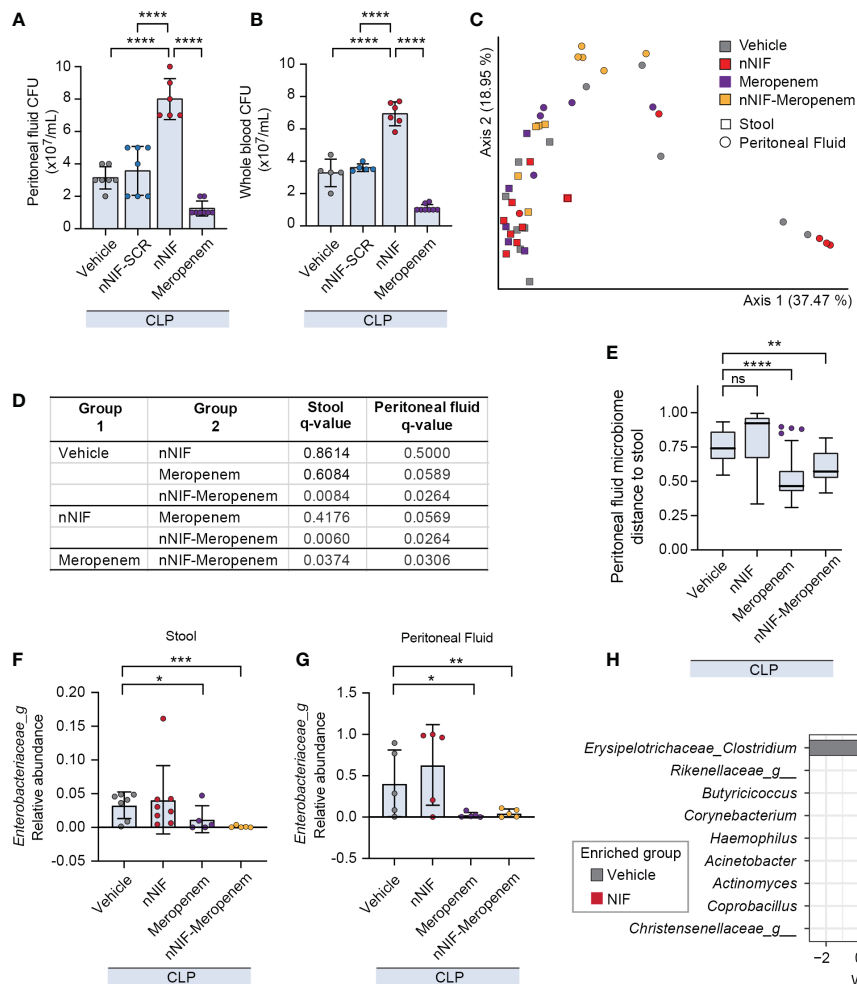 A
****
****
****
Peritoneal fluid CFU
(x10⁷/mL)
10
8
6
4
2
0
Vehicle
nNIF-SCR
nNIF
Meropenem
CLP
B
****
****
****
Whole blood CFU
(x10⁷/mL)
10
8
6
4
2
0
Vehicle
nNIF-SCR
nNIF
Meropenem
CLP
C
Axis 2 (18.95 %)
Axis 1 (37.47 %)
Vehicle
nNIF
Meropenem
nNIF-Meropenem
Stool
Peritoneal Fluid
D
Group 1 Group 2 Stool q-value Peritoneal fluid q-value
Vehicle nNIF 0.8614 0.5000
Meropenem 0.6084 0.0589
nNIF-Meropenem 0.0084 0.0264
nNIF Meropenem 0.4176 0.0569
nNIF-Meropenem 0.0060 0.0264
Meropenem nNIF-Meropenem 0.0374 0.0306
E
**
****
ns
Peritoneal fluid microbiome
distance to stool
1.00
0.75
0.50
0.25
0.00
Vehicle
nNIF
Meropenem
nNIF-Meropenem
CLP
F
Stool
***
*
Enterobacteriaceae_g
Relative abundance
0.20
0.15
0.10
0.05
0.00
-0.05
Vehicle
nNIF
Meropenem
nNIF-Meropenem
CLP
G
Peritoneal Fluid
**
*
Enterobacteriaceae_g
Relative abundance
1.5
1.0
0.5
0.0
-0.5
Vehicle
nNIF
Meropenem
nNIF-Meropenem
CLP
H
Erysipelotrichaceae_Clostridium
Rikenellaceae_g__
Butyricicoccus
Corynebacterium
Haemophilus
Acinetobacter
Actinomyces
Coprobacillus
Christensenellaceae_g__
Enriched group
Vehicle
NIF
−2